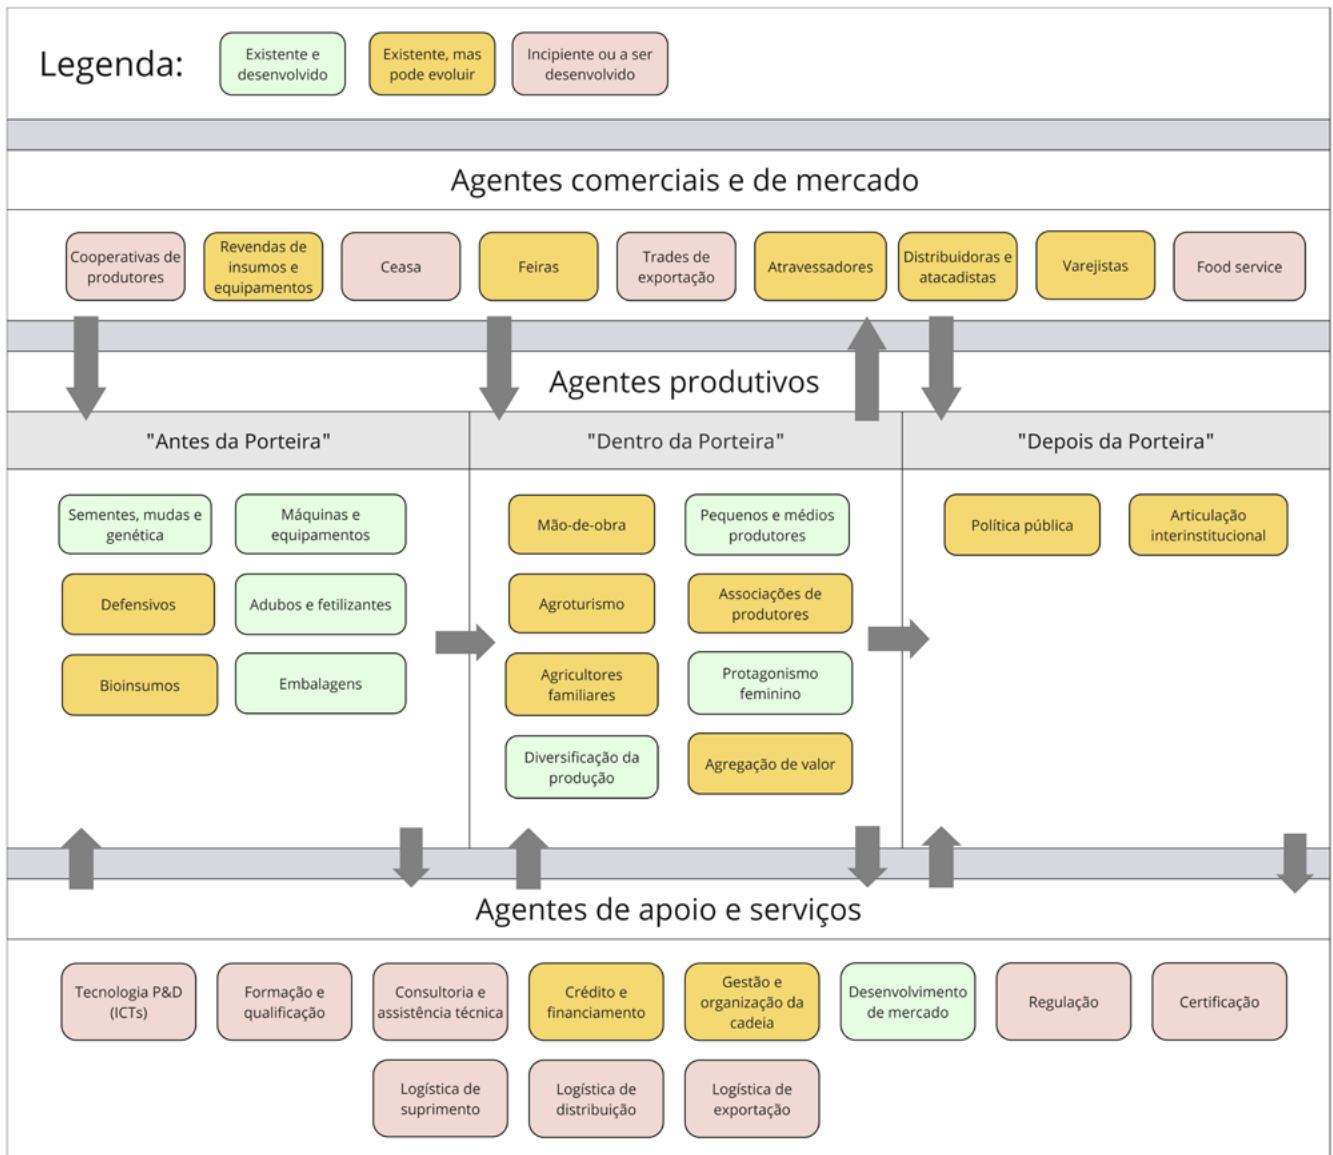 Legenda:
Existente e
desenvolvido
Existente, mas
pode evoluir
Incipiente ou a ser
desenvolvido
Agentes comerciais e de mercado
Cooperativas de
produtores
Revendas de
insumos e
equipamentos
Ceasa
Feiras
Trades de
exportação
Atravessadores
Distribuidoras e
atacadistas
Varejistas
Food service
Agentes produtivos
"Antes da Porteira"
"Dentro da Porteira"
"Depois da Porteira"
Sementes, mudas e
genética
Máquinas e
equipamentos
Defensivos
Adubos e fetilizantes
Bioinsumos
Embalagens
Mão-de-obra
Pequenos e médios
produtores
Agroturismo
Associações de
produtores
Agricultores
familiares
Protagonismo
feminino
Diversificação da
produção
Agregação de valor
Política pública
Articulação
interinstitucional
Agentes de apoio e serviços
Tecnologia P&D
(ICTs)
Formação e
qualificação
Consultoria e
assistência técnica
Crédito e
financiamento
Gestão e
organização da
cadeia
Desenvolvimento
de mercado
Regulação
Certificação
Logística de
suprimento
Logística de
distribuição
Logística de
exportação